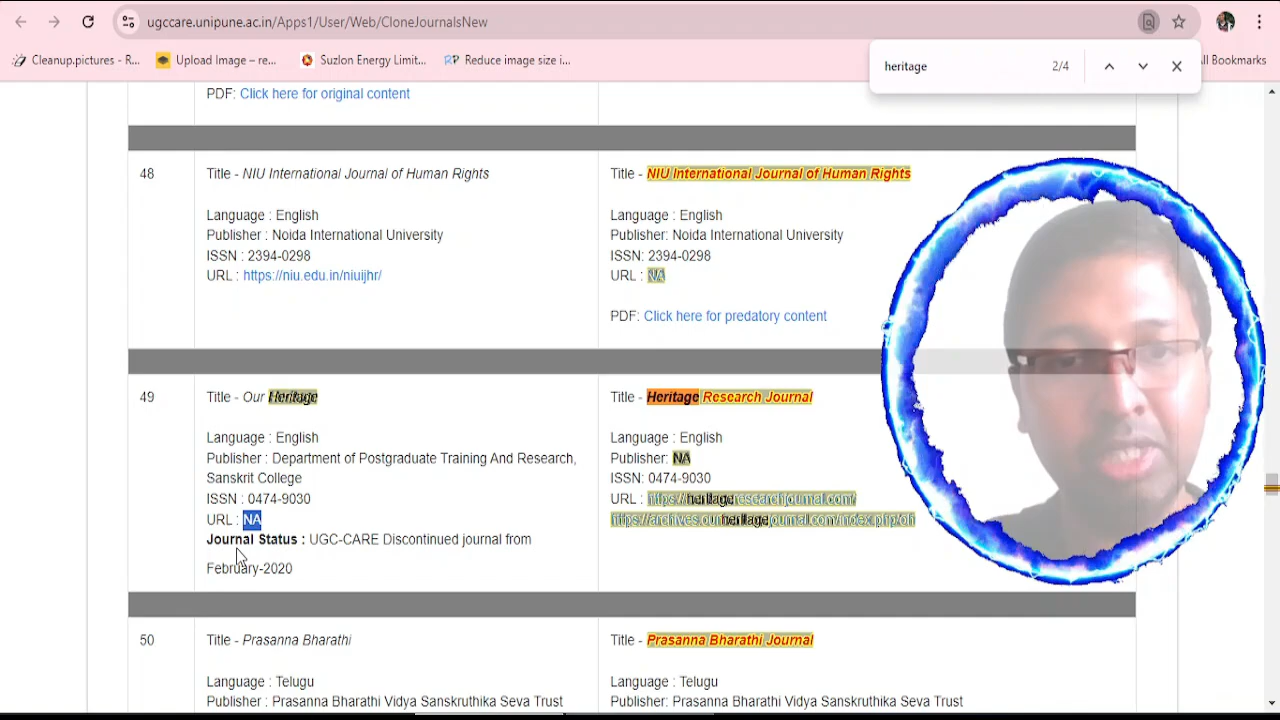 ugccare.unipune.ac.in/Apps1/User/Web/CloneJournalsNew
Cleanup.pictures - R...
Upload Image – re...
Suzlon Energy Limit...
Reduce image size i...
All Bookmarks
heritage
2/4
PDF: Click here for original content
48
Title - NIU International Journal of Human Rights
Language : English
Publisher : Noida International University
ISSN : 2394-0298
URL : https://niu.edu.in/niuijhr/
Title - NIU International Journal of Human Rights
Language : English
Publisher: Noida International University
ISSN: 2394-0298
URL : NA
PDF: Click here for predatory content
49
Title - Our Heritage
Language : English
Publisher : Department of Postgraduate Training And Research,
Sanskrit College
ISSN : 0474-9030
URL : NA
Journal Status : UGC-CARE Discontinued journal from
February-2020
Title - Heritage Research Journal
Language : English
Publisher: NA
ISSN: 0474-9030
URL : https://heritageresearchjournal.com/
https://archives.ourheritagejournal.com/index.php/oh
50
Title - Prasanna Bharathi
Language : Telugu
Publisher : Prasanna Bharathi Vidya Sanskruthika Seva Trust
Title - Prasanna Bharathi Journal
Language : Telugu
Publisher: Prasanna Bharathi Vidya Sanskruthika Seva Trust